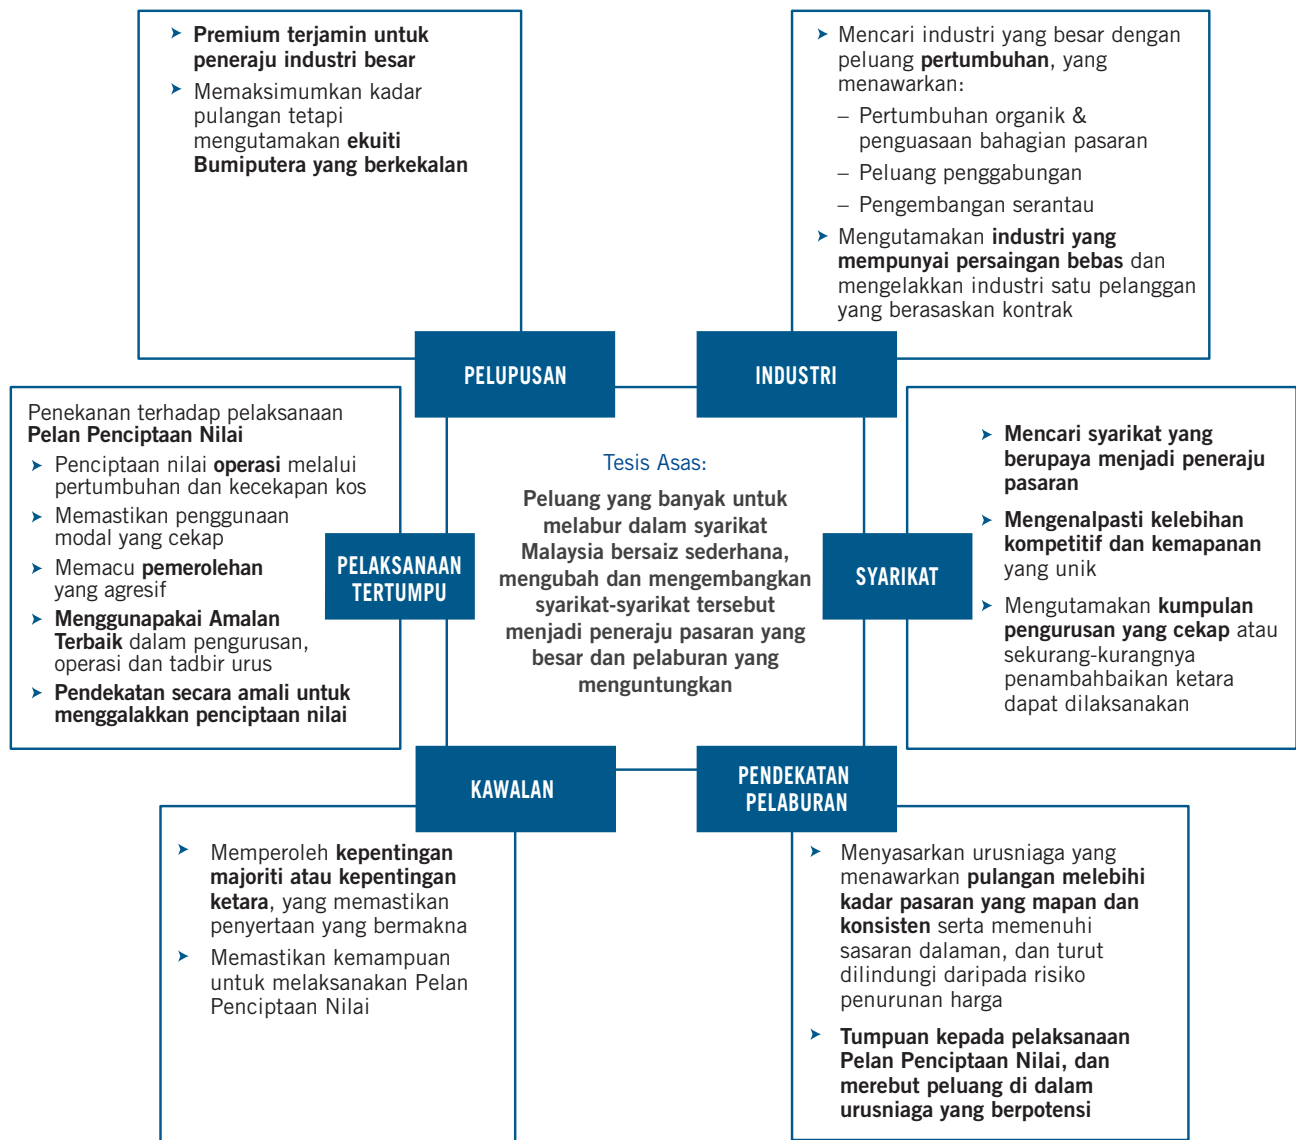 ➤ Premium terjamin untuk
peneraju industri besar
➤ Memaksimumkan kadar
pulangan tetapi
mengutamakan ekuiti
Bumiputera yang berkekalan
PELUPUSAN
➤ Mencari industri yang besar dengan
peluang pertumbuhan, yang
menawarkan:
– Pertumbuhan organik &
penguasaan bahagian pasaran
– Peluang penggabungan
– Pengembangan serantau
➤ Mengutamakan industri yang
mempunyai persaingan bebas dan
mengelakkan industri satu pelanggan
yang berasaskan kontrak
INDUSTRI
Penekanan terhadap pelaksanaan
Pelan Penciptaan Nilai
➤ Penciptaan nilai operasi melalui
pertumbuhan dan kecekapan kos
➤ Memastikan penggunaan
modal yang cekap
➤ Memacu pemerolehan
yang agresif
➤ Menggunapakai Amalan
Terbaik dalam pengurusan,
operasi dan tadbir urus
➤ Pendekatan secara amali untuk
menggalakkan penciptaan nilai
PELAKSANAAN
TERTUMPU
Tesis Asas:
Peluang yang banyak untuk
melabur dalam syarikat
Malaysia bersaiz sederhana,
mengubah dan mengembangkan
syarikat-syarikat tersebut
menjadi peneraju pasaran yang
besar dan pelaburan yang
menguntungkan
SYARIKAT
➤ Mencari syarikat yang
berupaya menjadi peneraju
pasaran
➤ Mengenalpasti kelebihan
kompetitif dan kemapanan
yang unik
➤ Mengutamakan kumpulan
pengurusan yang cekap atau
sekurang-kurangnya
penambahbaikan ketara
dapat dilaksanakan
KAWALAN
➤ Memperoleh kepentingan
majoriti atau kepentingan
ketara, yang memastikan
penyertaan yang bermakna
➤ Memastikan kemampuan
untuk melaksanakan Pelan
Penciptaan Nilai
PENDEKATAN
PELABURAN
➤ Menyasarkan urusniaga yang
menawarkan pulangan melebihi
kadar pasaran yang mapan dan
konsisten serta memenuhi
sasaran dalaman, dan turut
dilindungi daripada risiko
penurunan harga
➤ Tumpuan kepada pelaksanaan
Pelan Penciptaan Nilai, dan
merebut peluang di dalam
urusniaga yang berpotensi